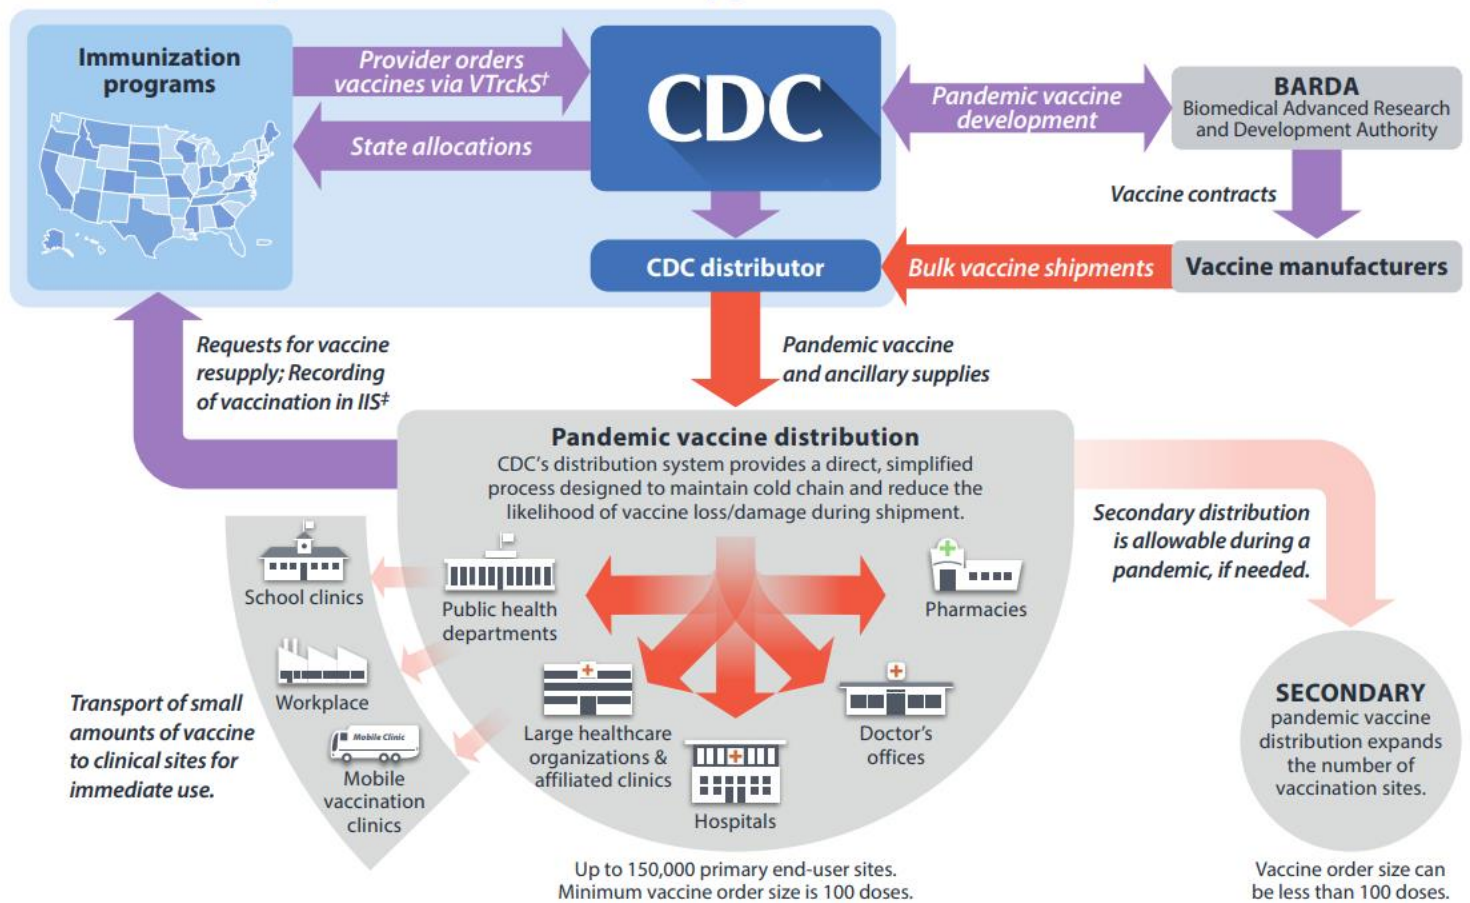 Immunization
programs
Provider orders
vaccines via VTrckS†
State allocations
CDC
Pandemic vaccine
development
BARDA
Biomedical Advanced Research
and Development Authority
Vaccine contracts
CDC distributor
Bulk vaccine shipments
Vaccine manufacturers
Requests for vaccine
resupply; Recording
of vaccination in IIS‡
Pandemic vaccine
and ancillary supplies
Pandemic vaccine distribution
CDC's distribution system provides a direct, simplified
process designed to maintain cold chain and reduce the
likelihood of vaccine loss/damage during shipment.
Secondary distribution
is allowable during a
pandemic, if needed.
School clinics
Public health
departments
Pharmacies
Workplace
Transport of small
amounts of vaccine
to clinical sites for
immediate use.
Mobile Clinic
Mobile
vaccination
clinics
Large healthcare
organizations &
affiliated clinics
Hospitals
Doctor's
offices
SECONDARY
pandemic vaccine
distribution expands
the number of
vaccination sites.
Up to 150,000 primary end-user sites.
Minimum vaccine order size is 100 doses.
Vaccine order size can
be less than 100 doses.